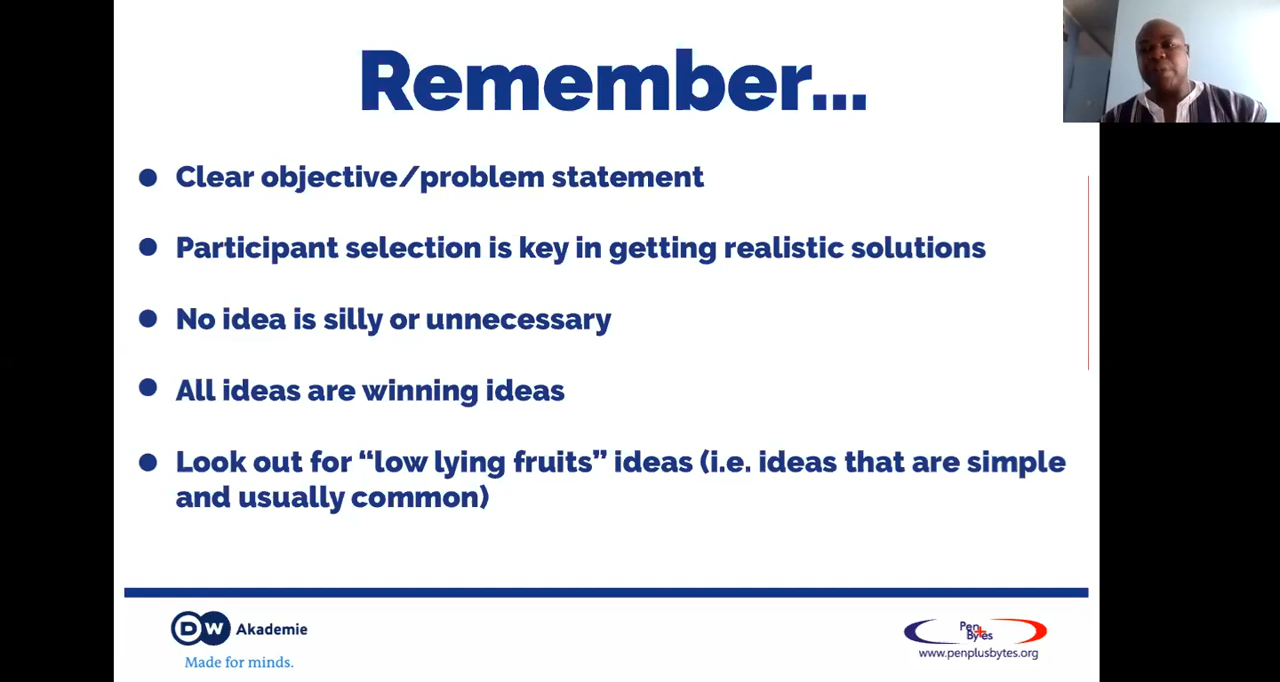 Remember...
Clear objective/problem statement
Participant selection is key in getting realistic solutions
No idea is silly or unnecessary
All ideas are winning ideas
Look out for “low lying fruits” ideas (i.e. ideas that are simple
and usually common)
DW Akademie
Made for minds.
Pen
Bytes
www.penplusbytes.org